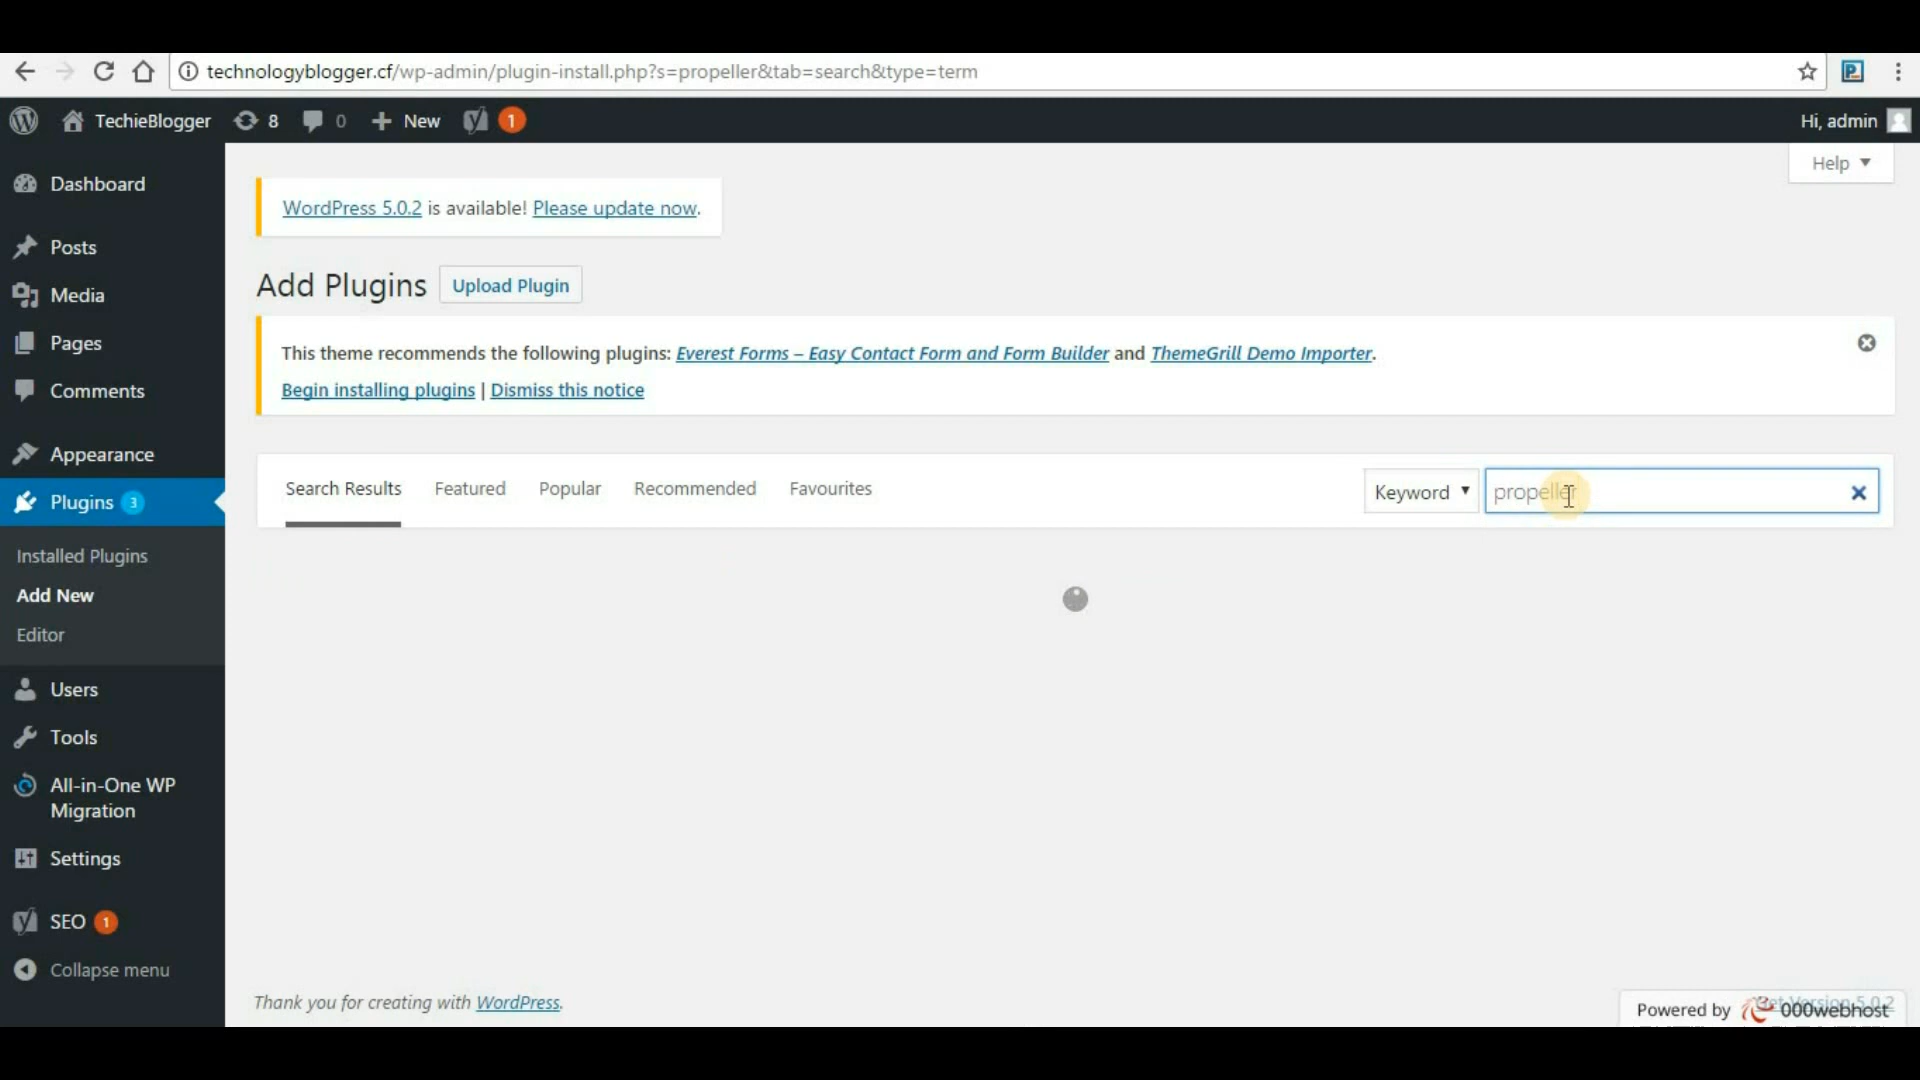 technologyblogger.cf/wp-admin/plugin-install.php?s=propeller&tab=search&type=term
TechieBlogger 8 0 New 1 Hi, admin
Help
Dashboard
Posts
Media
Pages
Comments
Appearance
Plugins 3
Installed Plugins
Add New
Editor
Users
Tools
All-in-One WP
Migration
Settings
SEO 1
Collapse menu
WordPress 5.0.2 is available! Please update now.
Add Plugins Upload Plugin
This theme recommends the following plugins: Everest Forms – Easy Contact Form and Form Builder and ThemeGrill Demo Importer.
Begin installing plugins | Dismiss this notice
Search Results Featured Popular Recommended Favourites Keyword propeller
Thank you for creating with WordPress.
Get Version 5.0.2
Powered by 000webhost